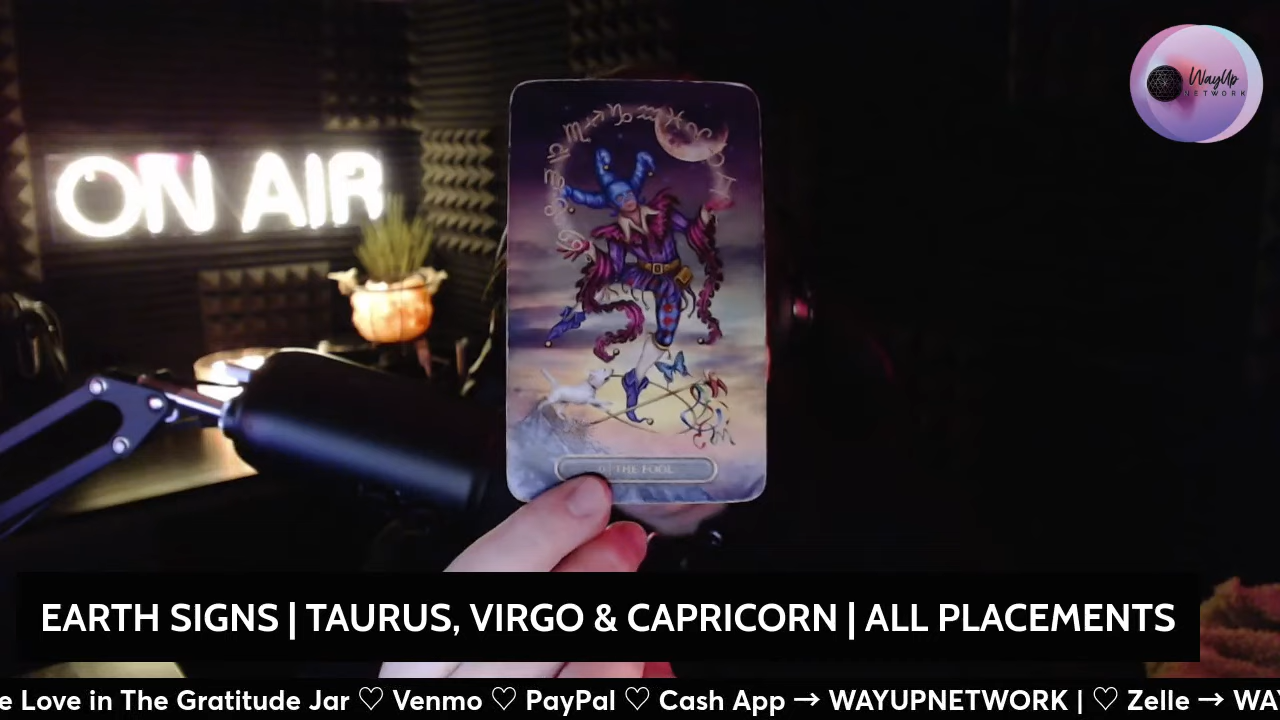 WayUp
NETWORK
ON AIR
0 THE FOOL
EARTH SIGNS | TAURUS, VIRGO & CAPRICORN | ALL PLACEMENTS
e Love in The Gratitude Jar ♡ Venmo ♡ PayPal ♡ Cash App → WAYUPNETWORK | ♡ Zelle → WAY